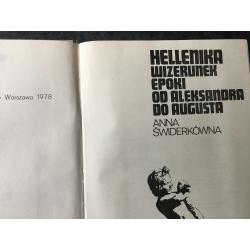 Warszawa 1978
HELLENIKA
WIZERUNEK
EPOKI
OD ALEKSANDRA
DO AUGUSTA
ANNA
ŚWIDERKÓWNA